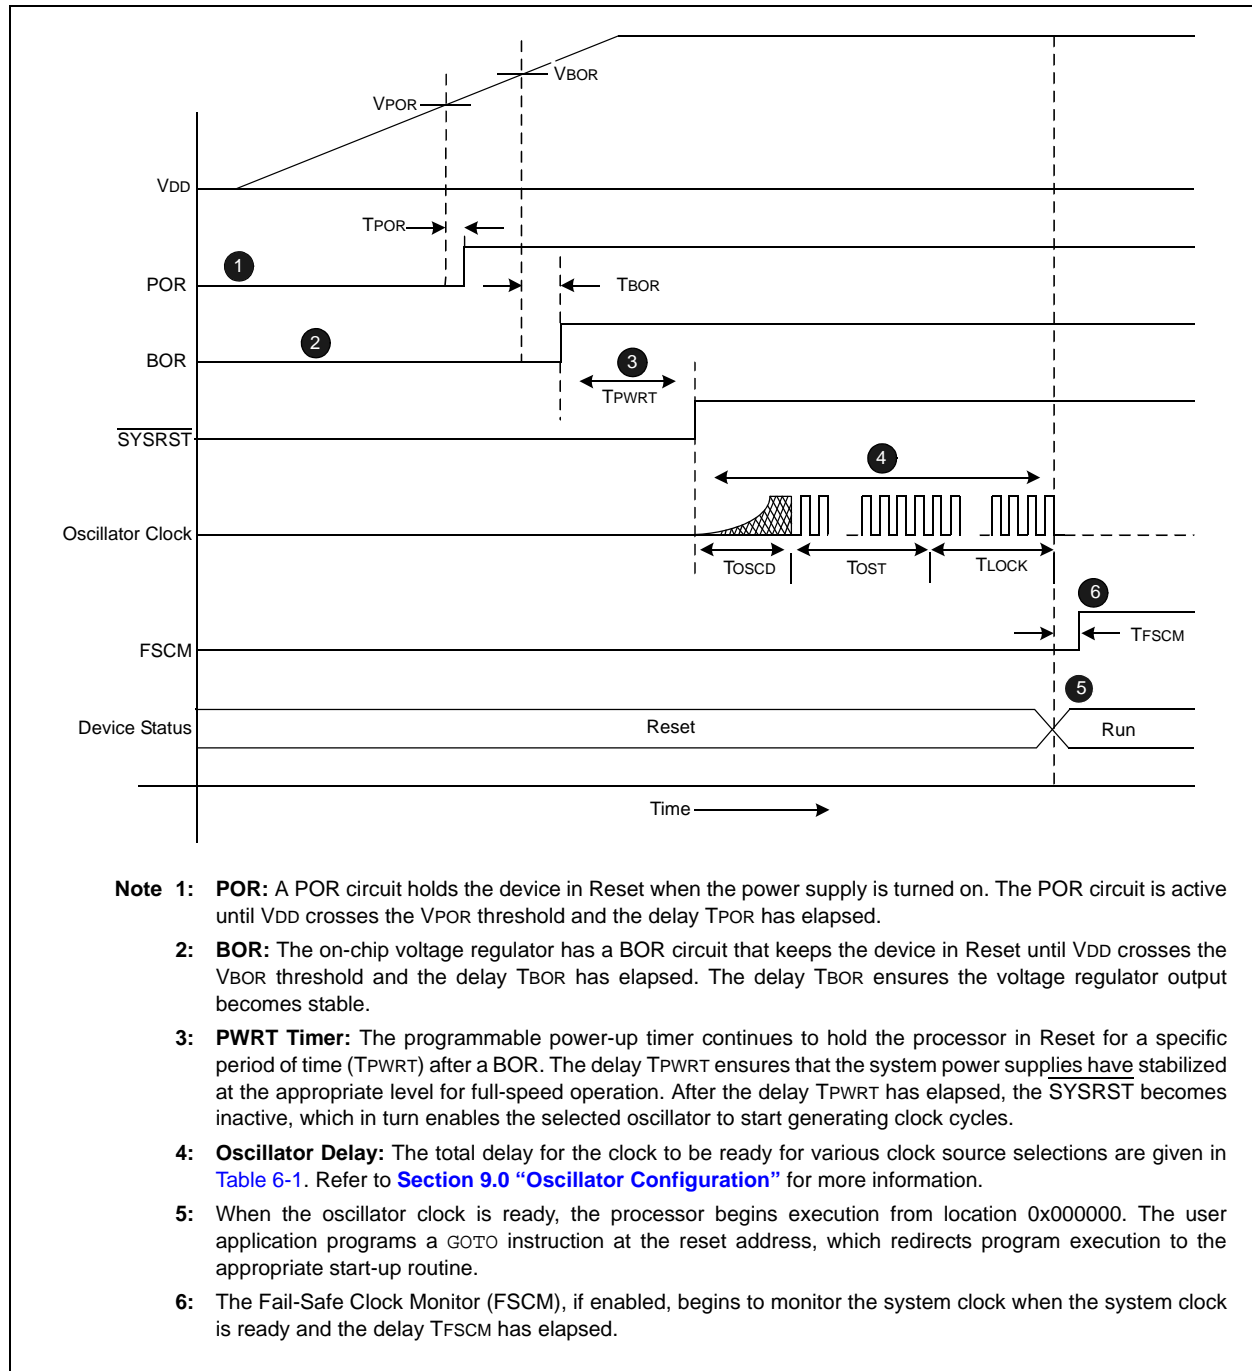 VBOR
VPOR
VDD
TPOR
1
POR
TBOR
2
BOR
3
TPWRT
SYSRST
4
Oscillator Clock
TOSCD
TOST
TLOCK
6
TFSCM
FSCM
5
Device Status
Reset
Run
Time
Note 1: POR: A POR circuit holds the device in Reset when the power supply is turned on. The POR circuit is active
until VDD crosses the VPOR threshold and the delay TPOR has elapsed.
2: BOR: The on-chip voltage regulator has a BOR circuit that keeps the device in Reset until VDD crosses the
VBOR threshold and the delay TBOR has elapsed. The delay TBOR ensures the voltage regulator output
becomes stable.
3: PWRT Timer: The programmable power-up timer continues to hold the processor in Reset for a specific
period of time (TPWRT) after a BOR. The delay TPWRT ensures that the system power supplies have stabilized
at the appropriate level for full-speed operation. After the delay TPWRT has elapsed, the SYSRST becomes
inactive, which in turn enables the selected oscillator to start generating clock cycles.
4: Oscillator Delay: The total delay for the clock to be ready for various clock source selections are given in
Table 6-1. Refer to Section 9.0 “Oscillator Configuration” for more information.
5: When the oscillator clock is ready, the processor begins execution from location 0x000000. The user
application programs a GOTO instruction at the reset address, which redirects program execution to the
appropriate start-up routine.
6: The Fail-Safe Clock Monitor (FSCM), if enabled, begins to monitor the system clock when the system clock
is ready and the delay TFSCM has elapsed.